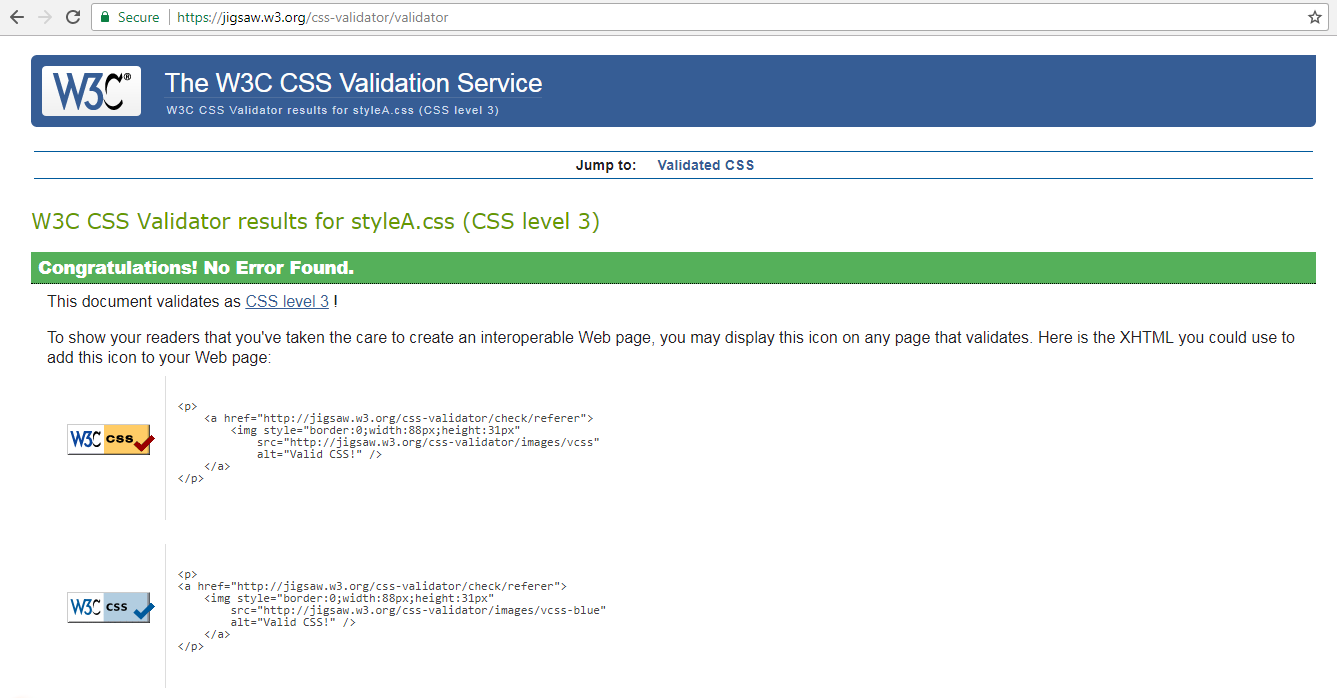 Secure https://jigsaw.w3.org/css-validator/validator
W3C® The W3C CSS Validation Service
W3C CSS Validator results for styleA.css (CSS level 3)
Jump to: Validated CSS
W3C CSS Validator results for styleA.css (CSS level 3)
Congratulations! No Error Found.
This document validates as CSS level 3 !
To show your readers that you've taken the care to create an interoperable Web page, you may display this icon on any page that validates. Here is the XHTML you could use to
add this icon to your Web page:
<p>
<a href="http://jigsaw.w3.org/css-validator/check/referer">
<img style="border:0;width:88px;height:31px"
W3C css
src="http://jigsaw.w3.org/css-validator/images/vcss"
alt="Valid CSS!" />
</a>
</p>
<p>
<a href="http://jigsaw.w3.org/css-validator/check/referer">
<img style="border:0;width:88px;height:31px"
W3C css
src="http://jigsaw.w3.org/css-validator/images/vcss-blue"
alt="Valid CSS!" />
</a>
</p>